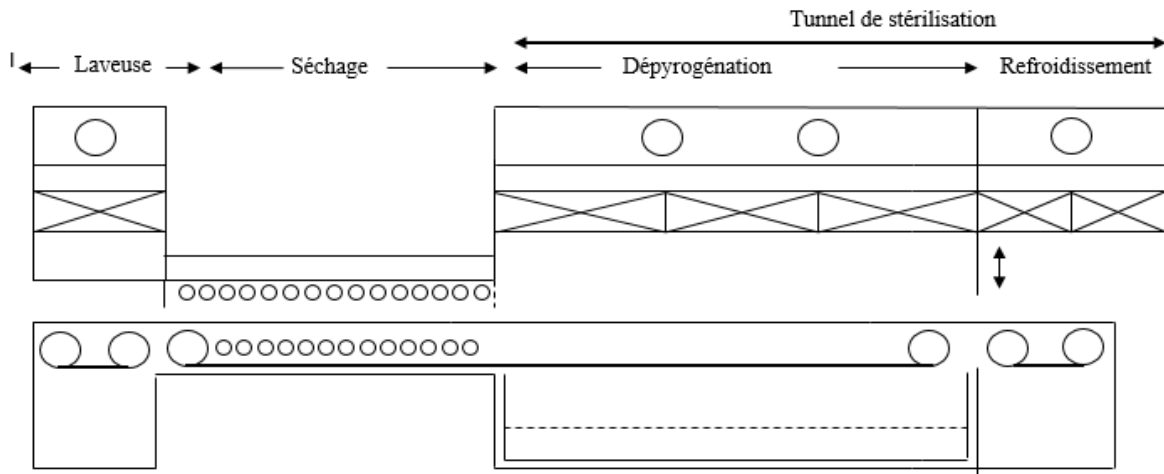 Tunnel de stérilisation
Laveuse
Séchage
Dépyrogénation
Refroidissement